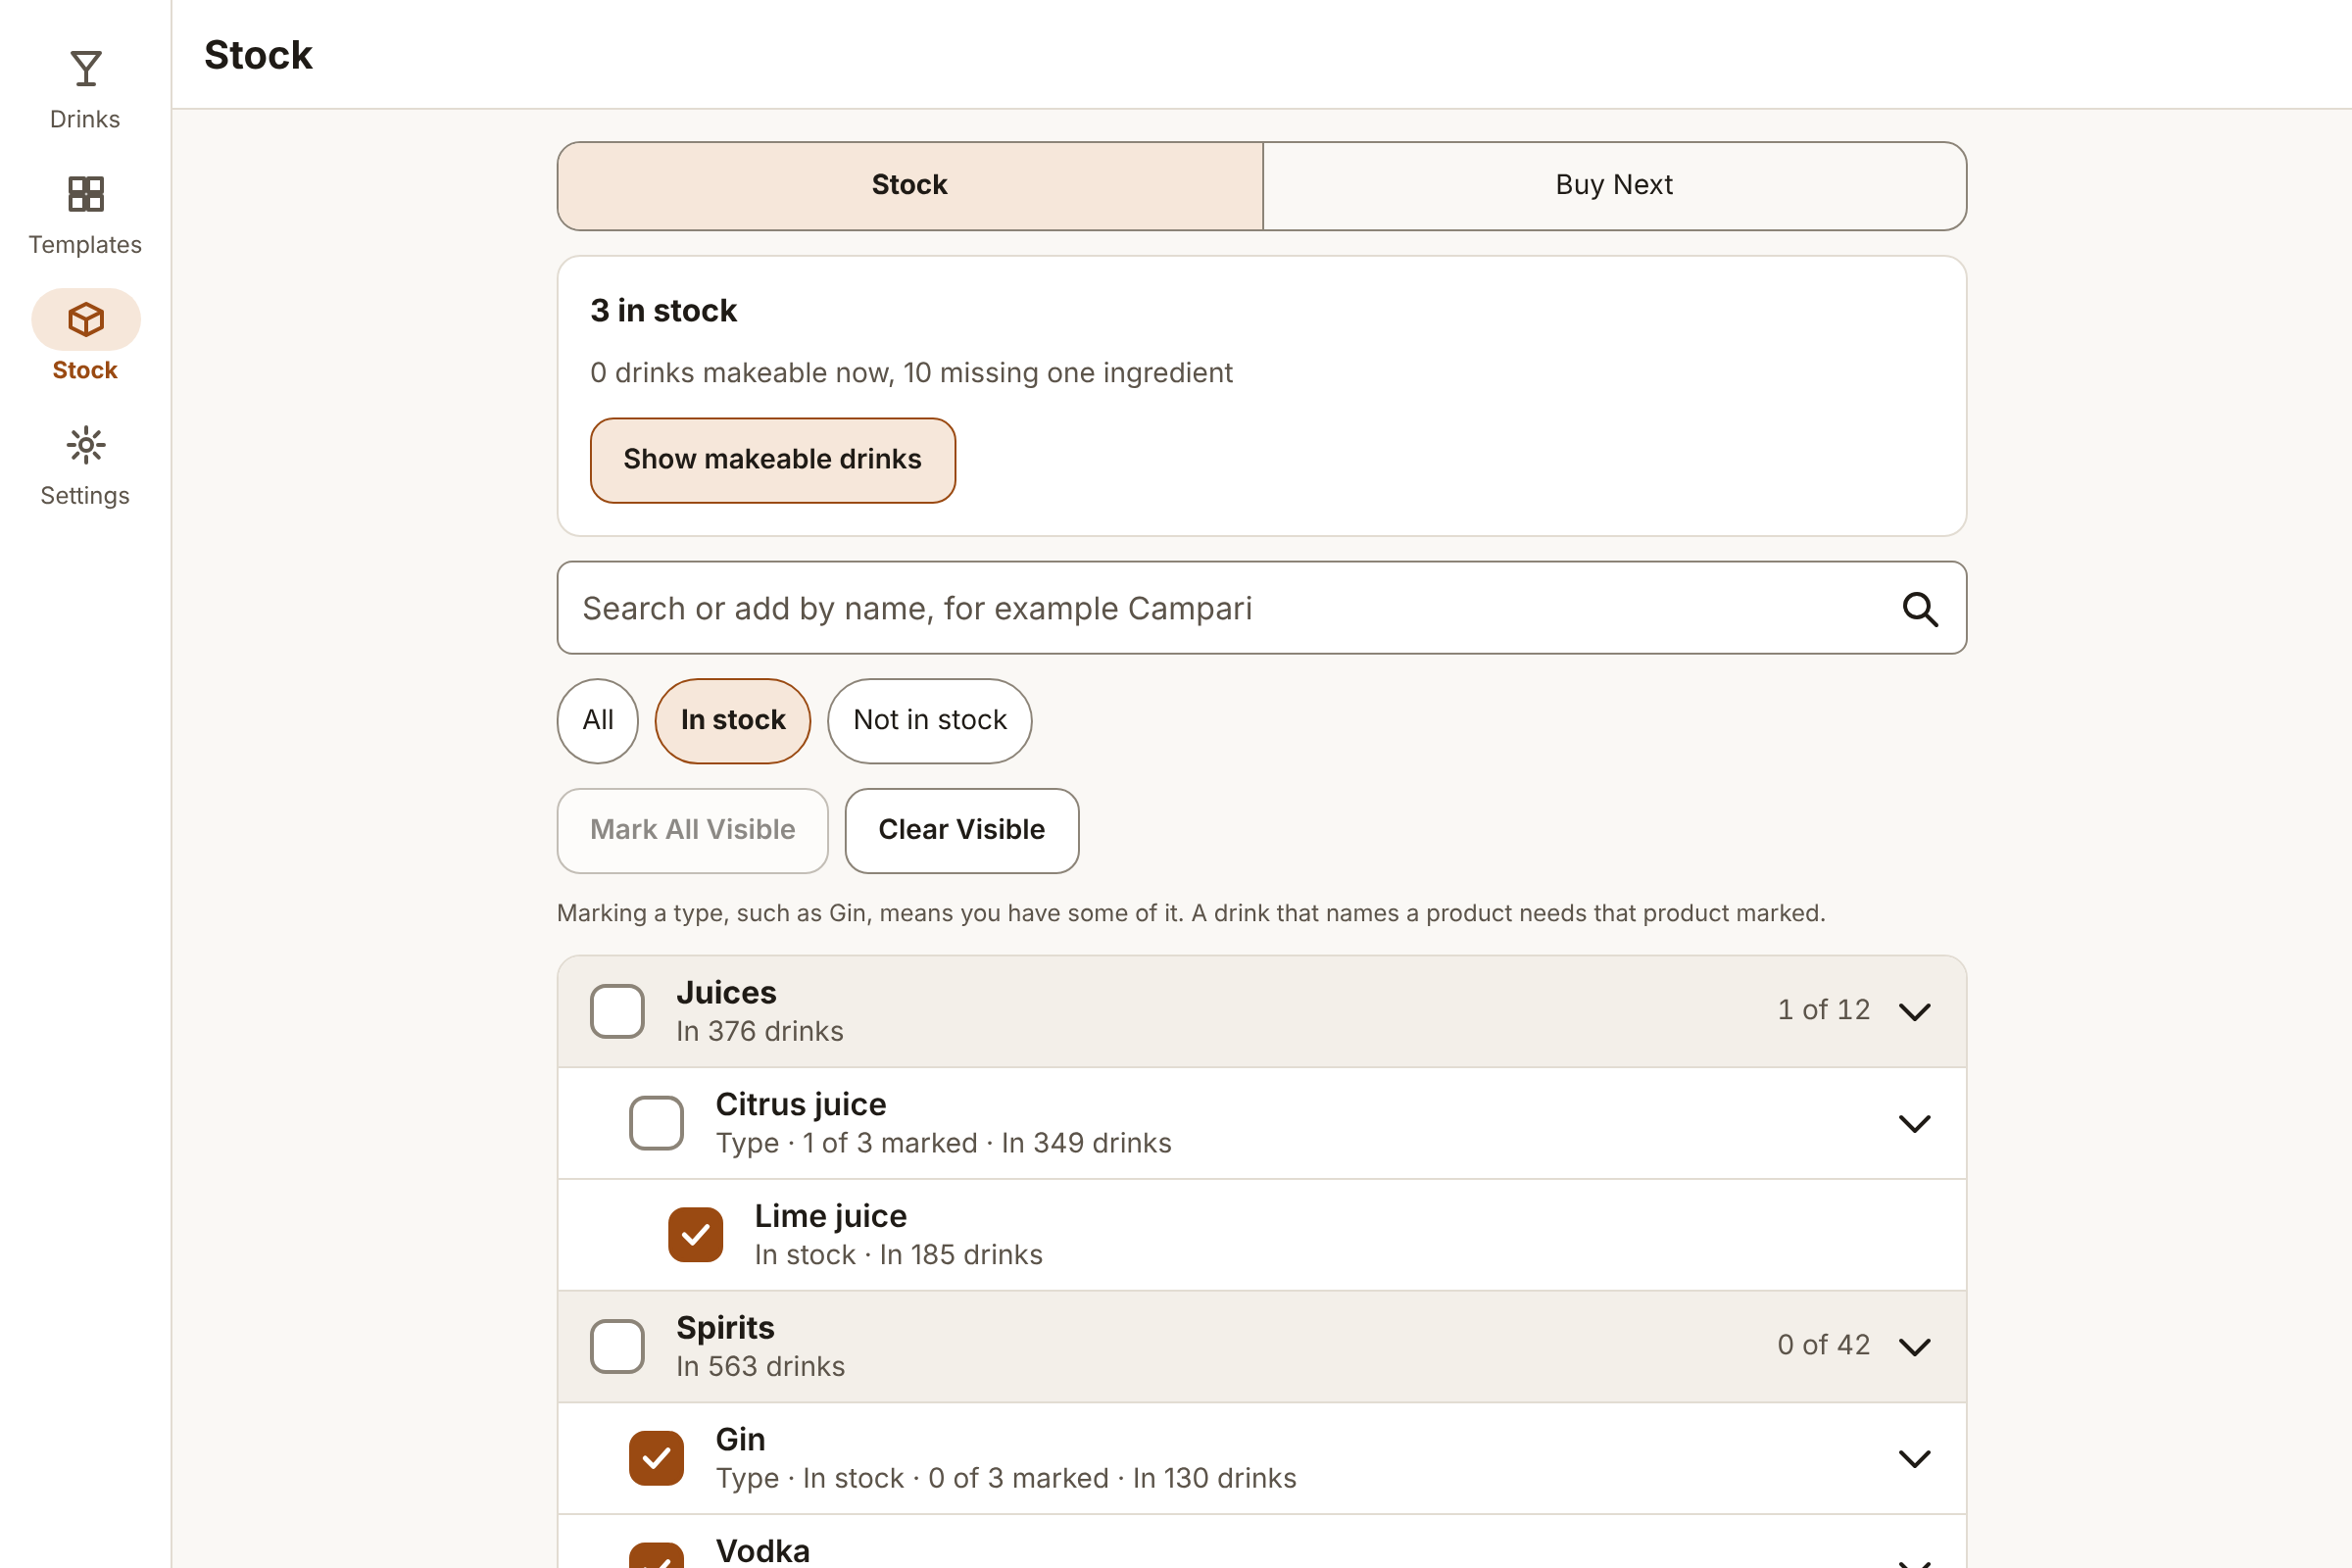 Stock
Drinks
Templates
Stock
Settings
Stock
Buy Next
3 in stock
0 drinks makeable now, 10 missing one ingredient
Show makeable drinks
Search or add by name, for example Campari
All
In stock
Not in stock
Mark All Visible
Clear Visible
Marking a type, such as Gin, means you have some of it. A drink that names a product needs that product marked.
Juices
In 376 drinks
1 of 12
Citrus juice
Type · 1 of 3 marked · In 349 drinks
Lime juice
In stock · In 185 drinks
Spirits
In 563 drinks
0 of 42
Gin
Type · In stock · 0 of 3 marked · In 130 drinks
Vodka